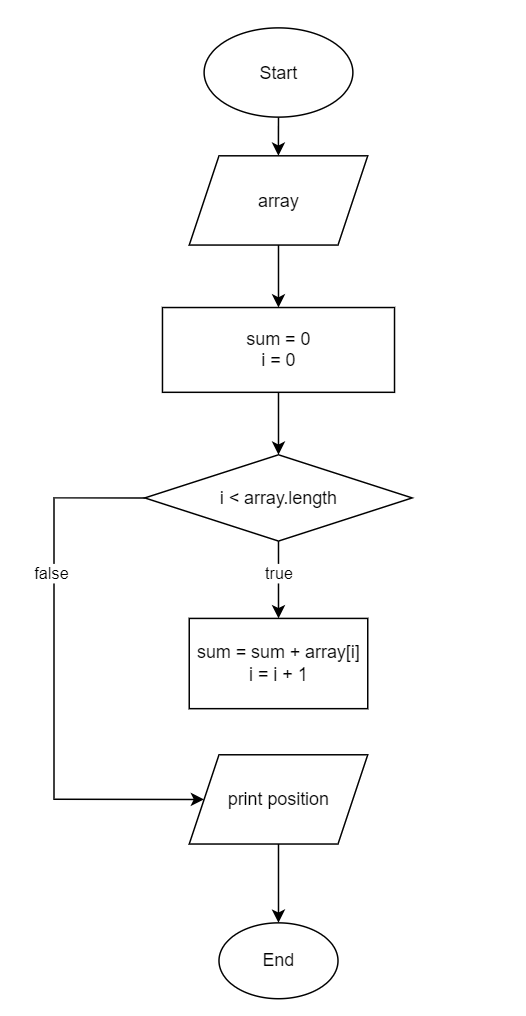 Start
array
sum = 0
i = 0
i < array.length
false
true
sum = sum + array[i]
i = i + 1
print position
End